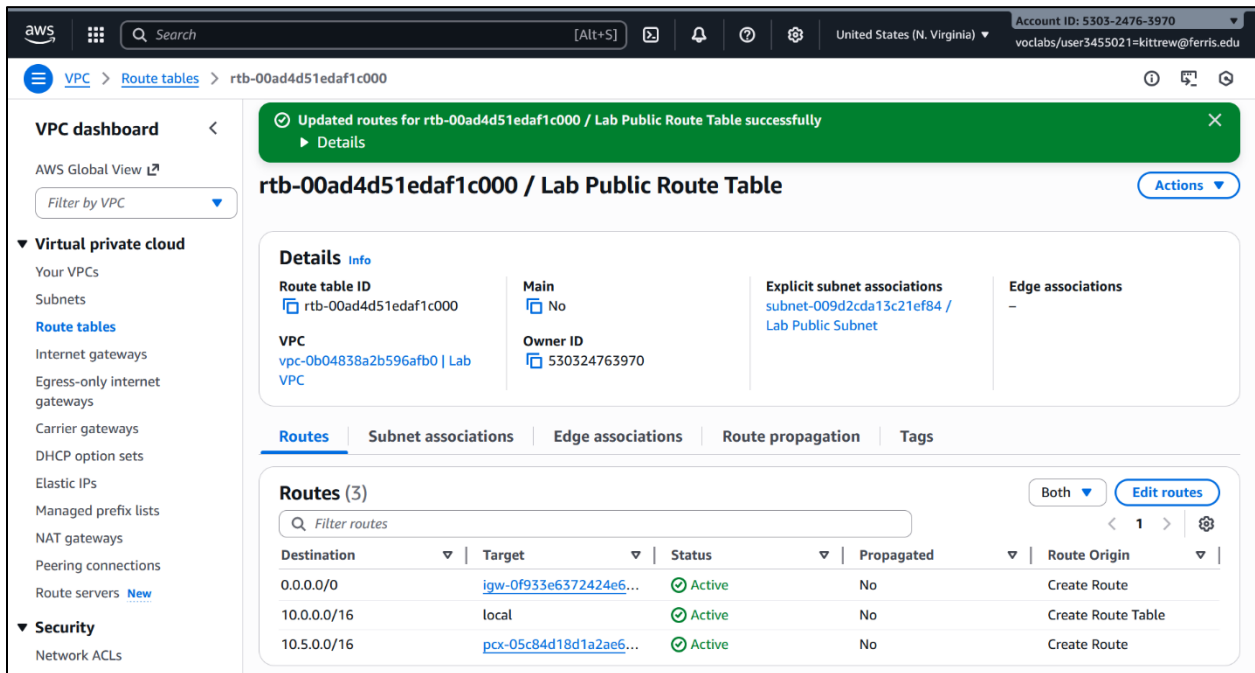 aws
Search [Alt+S]
United States (N. Virginia)
Account ID: 5303-2476-3970
voclabs/user3455021=kittrew@ferris.edu
VPC > Route tables > rtb-00ad4d51edaf1c000
VPC dashboard
AWS Global View
Filter by VPC
Virtual private cloud
Your VPCs
Subnets
Route tables
Internet gateways
Egress-only internet
gateways
Carrier gateways
DHCP option sets
Elastic IPs
Managed prefix lists
NAT gateways
Peering connections
Route servers New
Security
Network ACLs
Updated routes for rtb-00ad4d51edaf1c000 / Lab Public Route Table successfully
Details
rtb-00ad4d51edaf1c000 / Lab Public Route Table
Actions
Details Info
Route table ID
rtb-00ad4d51edaf1c000
Main
No
Explicit subnet associations
subnet-009d2cda13c21ef84 /
Lab Public Subnet
Edge associations
–
VPC
vpc-0b04838a2b596afb0 | Lab
VPC
Owner ID
530324763970
Routes Subnet associations Edge associations Route propagation Tags
Routes (3)
Both Edit routes
Filter routes
< 1 >
Destination Target Status Propagated Route Origin
0.0.0.0/0 igw-0f933e6372424e6... Active No Create Route
10.0.0.0/16 local Active No Create Route Table
10.5.0.0/16 pcx-05c84d18d1a2ae6... Active No Create Route